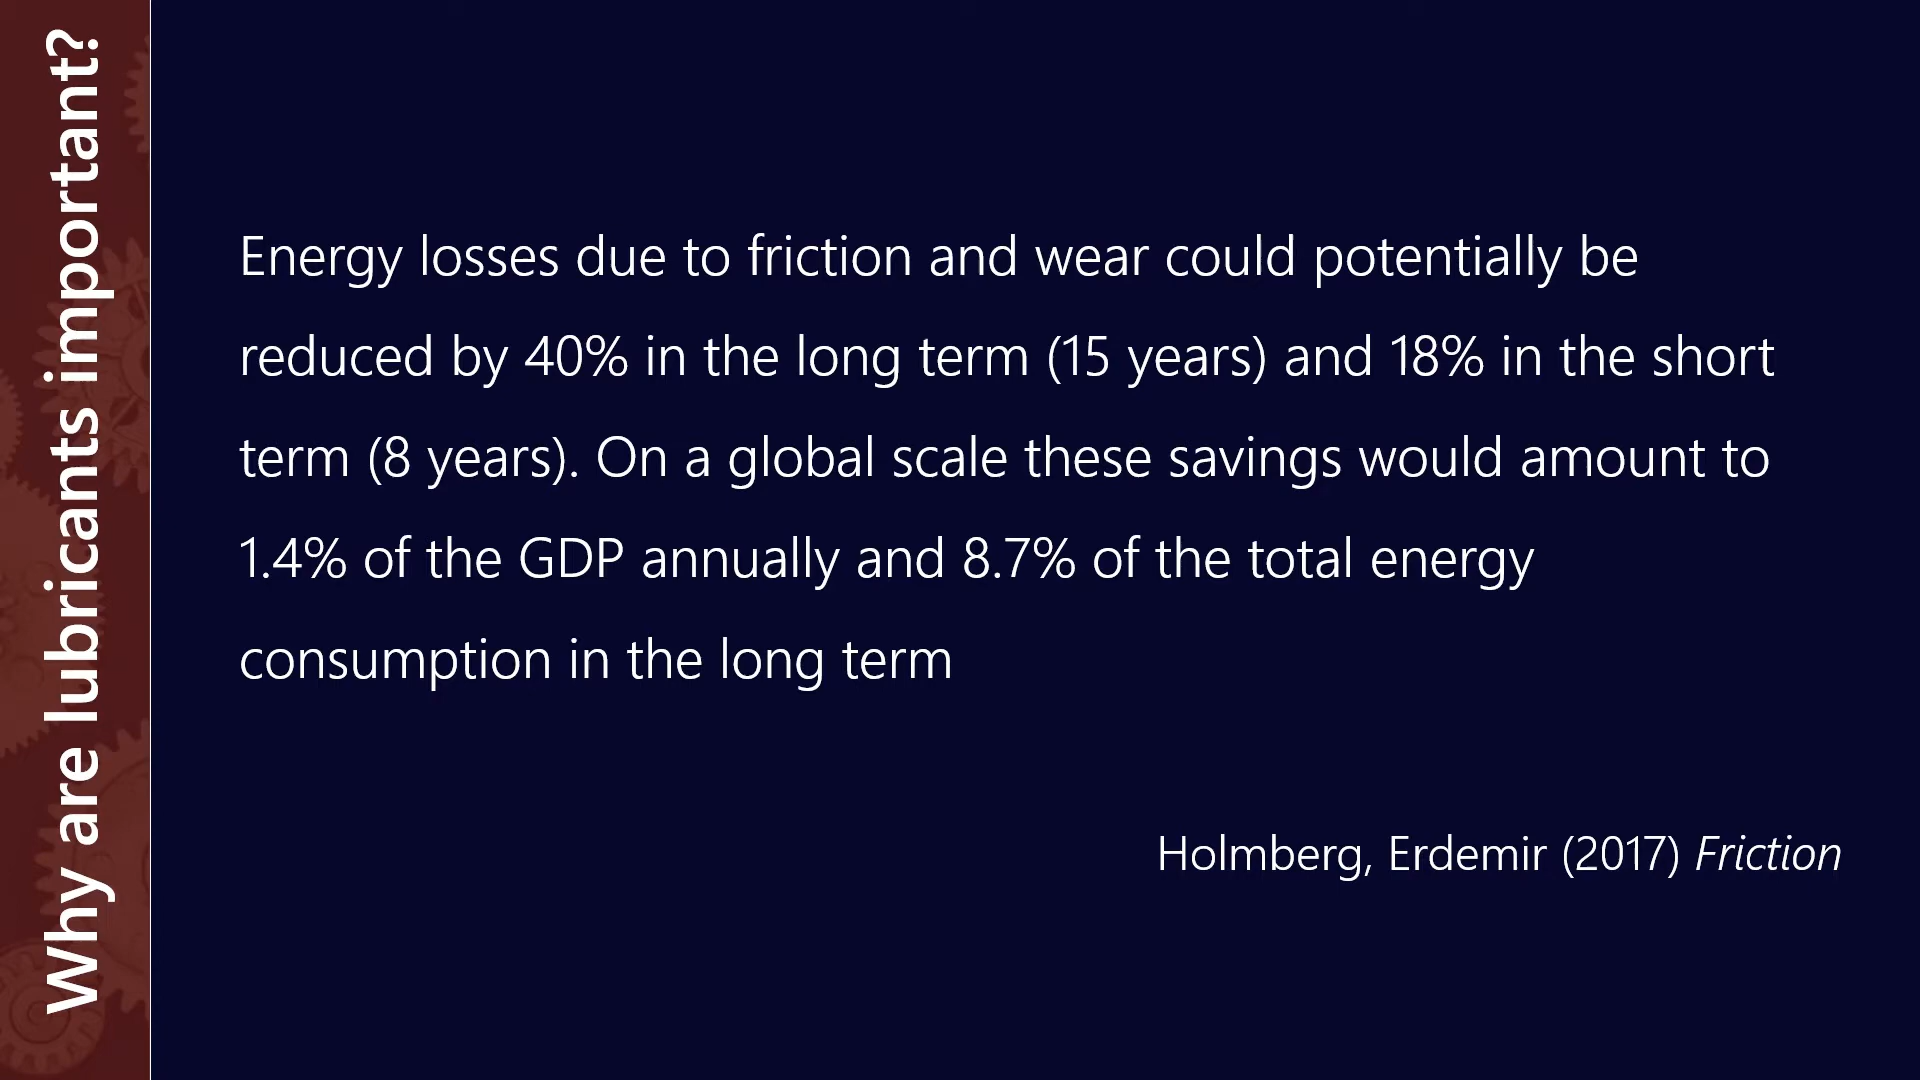 Why are lubricants important?
Energy losses due to friction and wear could potentially be
reduced by 40% in the long term (15 years) and 18% in the short
term (8 years). On a global scale these savings would amount to
1.4% of the GDP annually and 8.7% of the total energy
consumption in the long term
Holmberg, Erdemir (2017) Friction